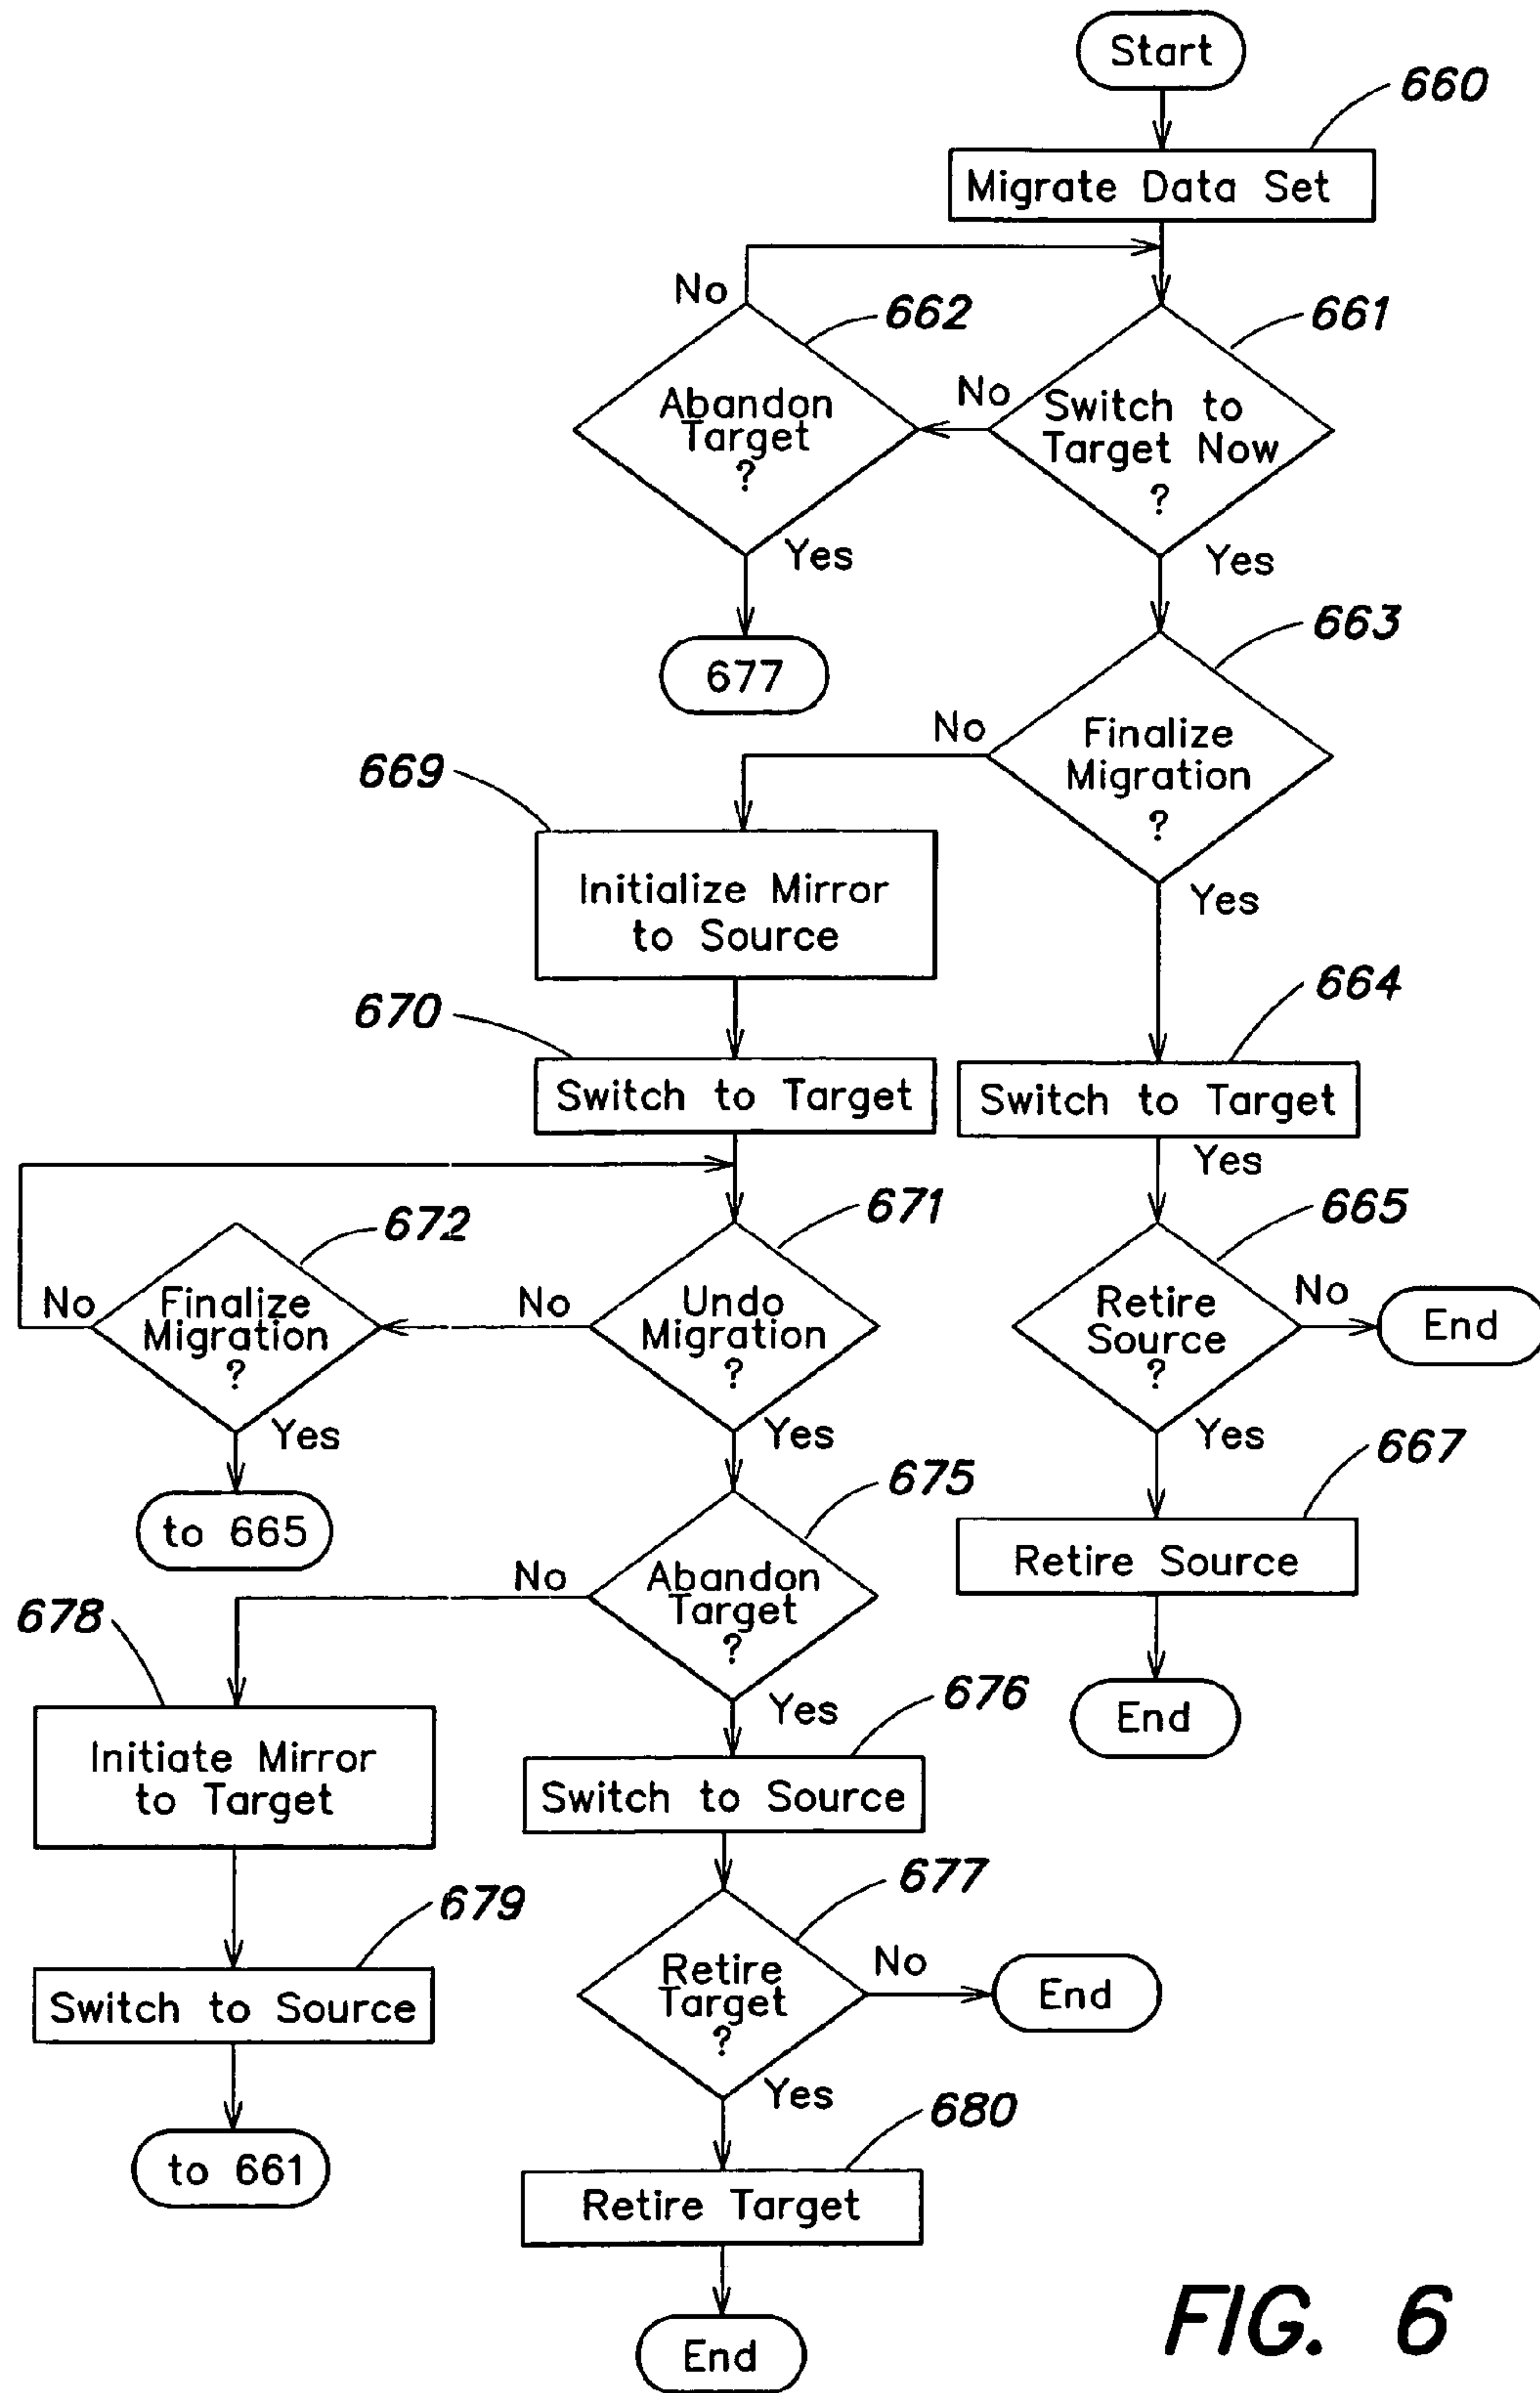 Start
660
Migrate Data Set
No
662
661
Abandon
Target
?
No
Switch to
Target Now
?
Yes
Yes
677
663
No
Finalize
Migration
?
669
Yes
Initialize Mirror
to Source
664
670
Switch to Target
Switch to Target
Yes
672
671
665
No
Finalize
Migration
?
No
Undo
Migration
?
Retire
Source
?
No
End
Yes
Yes
Yes
667
675
to 665
Retire Source
No
Abandon
Target
?
678
676
Yes
End
Initiate Mirror
to Target
Switch to Source
677
679
Retire
Target
?
No
End
Switch to Source
Yes
680
to 661
Retire Target
End
FIG. 6